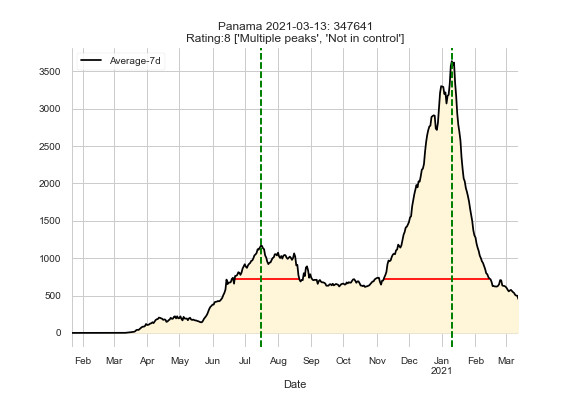 Panama 2021-03-13: 347641
Rating:8 ['Multiple peaks', 'Not in control']
Average-7d
3500
3000
2500
2000
1500
1000
500
0
Feb Mar Apr May Jun Jul Aug Sep Oct Nov Dec Jan Feb Mar
2021
Date